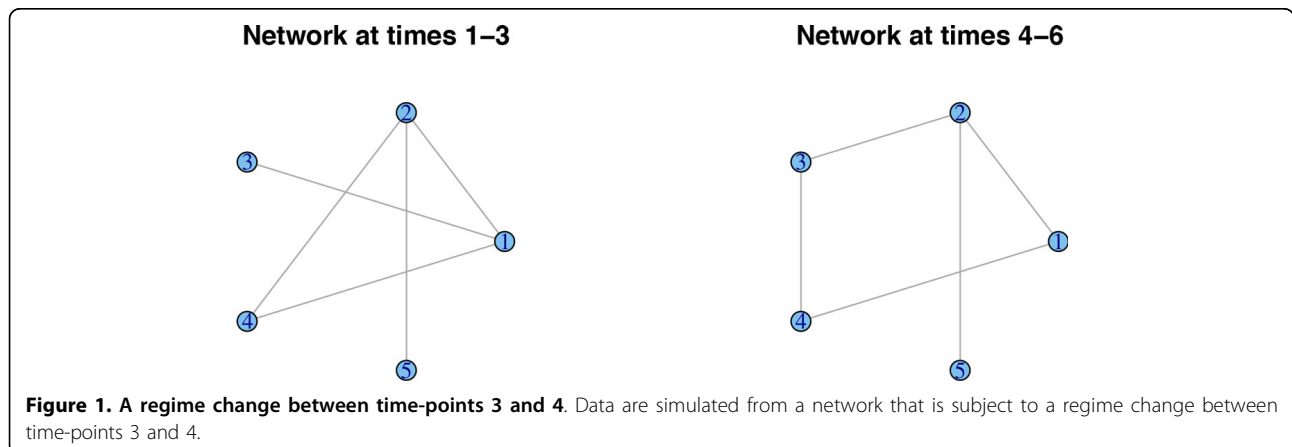 Network at times 1–3
Network at times 4–6
2
3
1
4
5
2
3
1
4
5
Figure 1. A regime change between time-points 3 and 4. Data are simulated from a network that is subject to a regime change between
time-points 3 and 4.